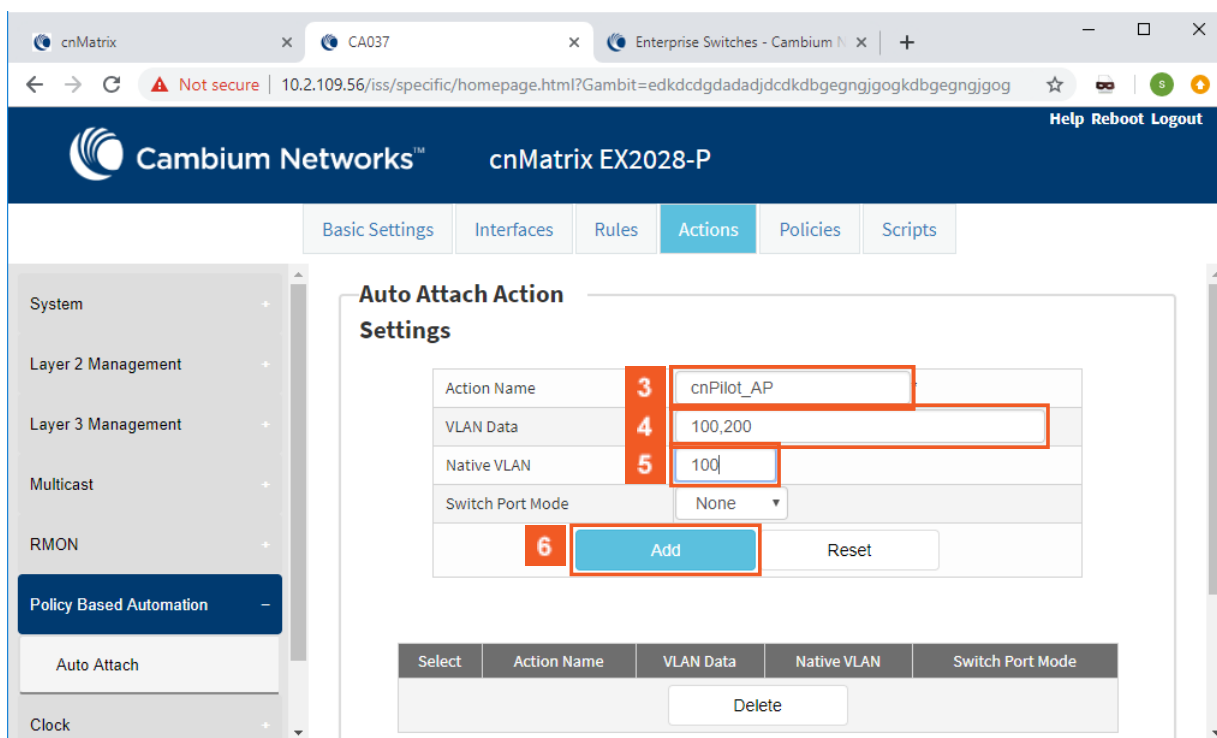 cnMatrix
CA037
Enterprise Switches - Cambium N
Not secure | 10.2.109.56/iss/specific/homepage.html?Gambit=edkdcdgdadadjdcdkdbgegngjgogkdbgegngjgog
S
Help Reboot Logout
Cambium Networks™ cnMatrix EX2028-P
Basic Settings Interfaces Rules Actions Policies Scripts
System +
Layer 2 Management +
Layer 3 Management +
Multicast +
RMON +
Policy Based Automation −
Auto Attach
Clock +
Auto Attach Action
Settings
Action Name 3 cnPilot_AP
VLAN Data 4 100,200
Native VLAN 5 100
Switch Port Mode None
6 Add Reset
Select Action Name VLAN Data Native VLAN Switch Port Mode
Delete